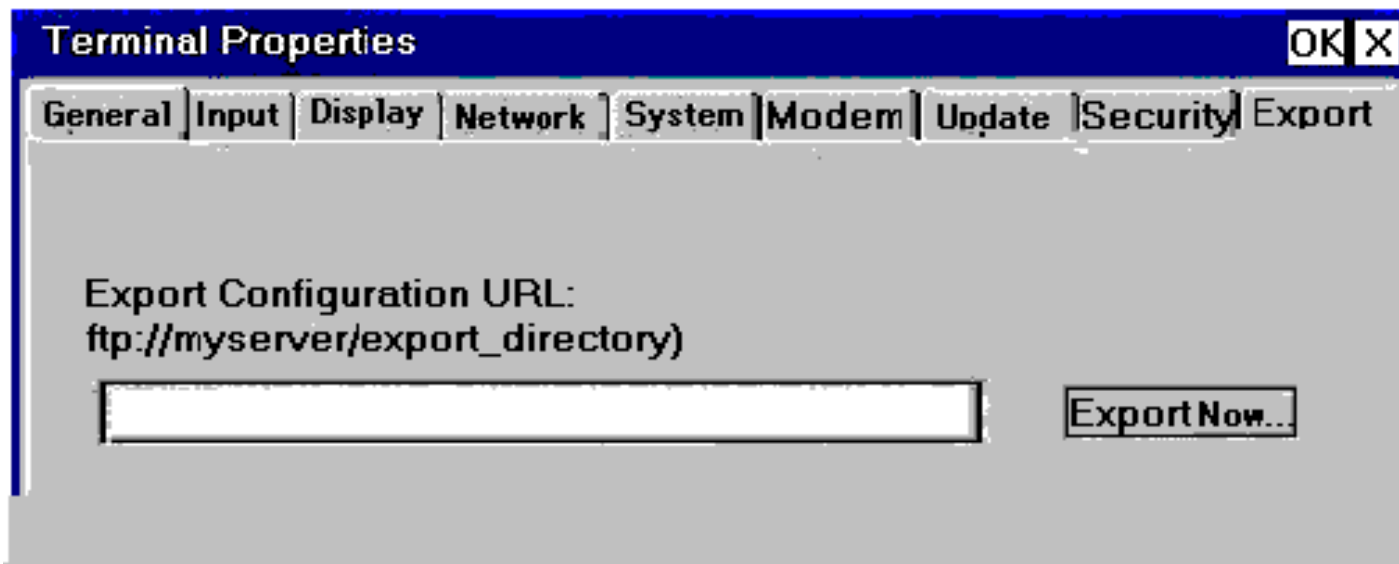 Terminal Properties OK X
General Input Display Network System Modem Update Security Export
Export Configuration URL:
ftp://myserver/export_directory)
Export Now...